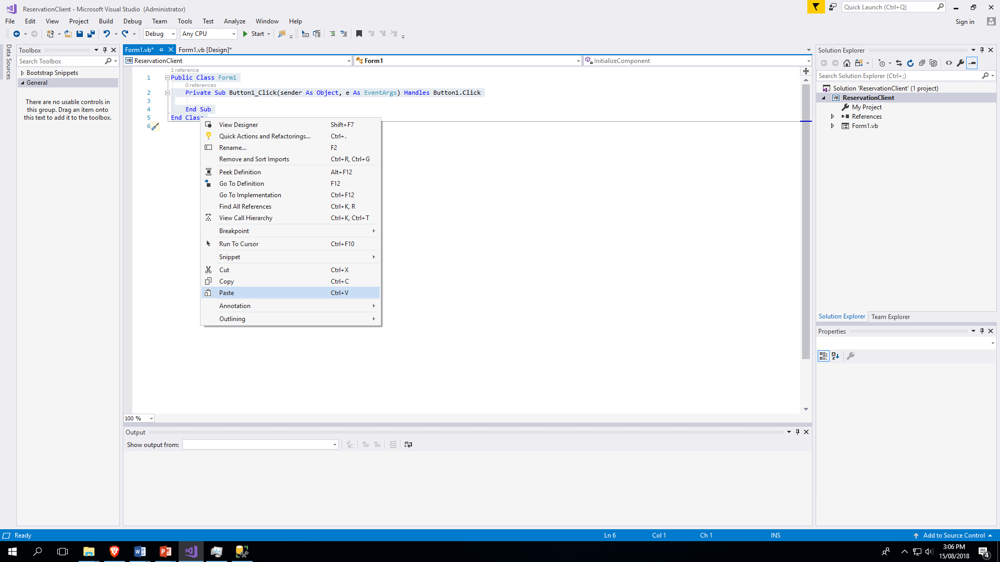 ReservationClient - Microsoft Visual Studio (Administrator)
Quick Launch (Ctrl+Q)
File Edit View Project Build Debug Team Tools Test Analyze Window Help
Sign in
Debug Any CPU Start
Data Sources
Toolbox
Search Toolbox
Bootstrap Snippets
General
There are no usable controls in
this group. Drag an item onto
this text to add it to the toolbox.
Form1.vb* Form1.vb [Design]*
VB ReservationClient Form1 InitializeComponent
1 reference
1 Public Class Form1
0 references
2 Private Sub Button1_Click(sender As Object, e As EventArgs) Handles Button1.Click
3
4 End Sub
5 End Class
6
View Designer Shift+F7
Quick Actions and Refactorings... Ctrl+.
Rename... F2
Remove and Sort Imports Ctrl+R, Ctrl+G
Peek Definition Alt+F12
Go To Definition F12
Go To Implementation Ctrl+F12
Find All References Ctrl+K, R
View Call Hierarchy Ctrl+K, Ctrl+T
Breakpoint
Run To Cursor Ctrl+F10
Snippet
Cut Ctrl+X
Copy Ctrl+C
Paste Ctrl+V
Annotation
Outlining
100 %
Output
Show output from:
Solution Explorer
Search Solution Explorer (Ctrl+;)
Solution 'ReservationClient' (1 project)
VB ReservationClient
My Project
References
Form1.vb
Solution Explorer Team Explorer
Properties
Ready
Ln 6 Col 1 Ch 1 INS
Add to Source Control
3:06 PM
15/08/2018
4